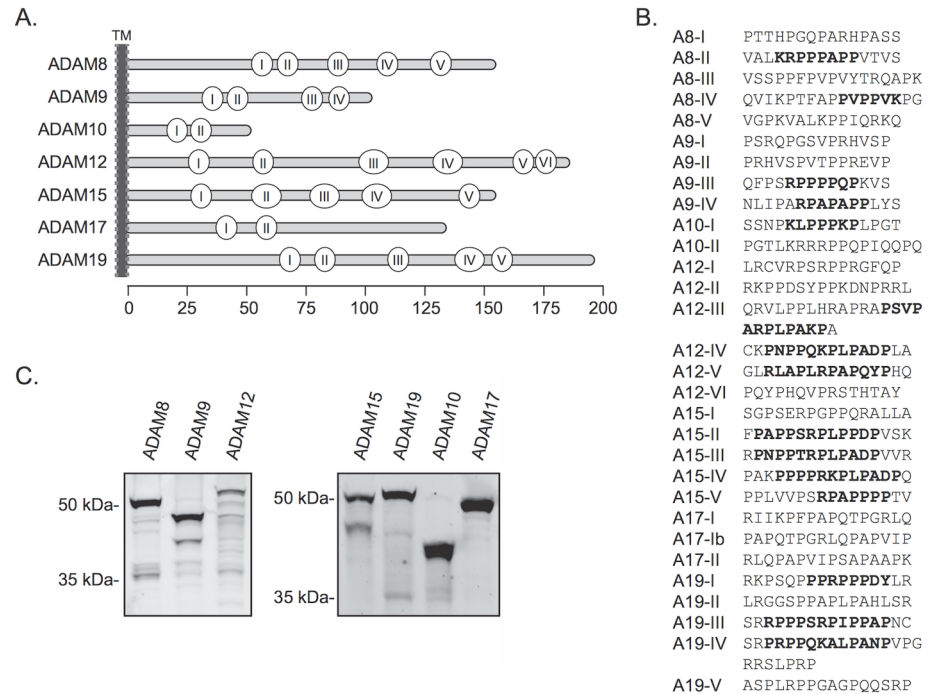 A.
TM
ADAM8 I II III IV V
ADAM9 I II III IV
ADAM10 I II
ADAM12 I II III IV V VI
ADAM15 I II III IV V
ADAM17 I II
ADAM19 I II III IV V
0 25 50 75 100 125 150 175 200
B.
A8-I PTTHPGQPARHPASS
A8-II VALKRPPPAPPVTVS
A8-III VSSPPFPVPVYTRQAPK
A8-IV QVIKPTFAPPVPPVKPG
A8-V VGPKVALKPPIQRKQ
A9-I PSRQPGSVPRHVSP
A9-II PRHVSPVTPPREVP
A9-III QFPSRPPPPQPKVS
A9-IV NLIPARPAPAPPLYS
A10-I SSNPKLPPPKPLPGT
A10-II PGTLKRRRPPQPIQQPQ
A12-I LRCVRPSRPPRGFQP
A12-II RKPPDSYPPKDNPRRL
A12-III QRVLPPLHRAPRAPSVP
ARPLPAKPA
A12-IV CKPNPPQKPLPADPLA
A12-V GLRLAPLRPAPQYPHQ
A12-VI PQYPHQVPRSTHTAY
A15-I SGPSERPGPPQRALLA
A15-II FPAPPSRPLPPDPVSK
A15-III RPNPPTRPLPADPVVR
A15-IV PAKPPPPRKPLPADPQ
A15-V PPLVVPSRPAPPPPTV
A17-I RIIKPFPAPQTPGRLQ
A17-Ib PAPQTPGRLQPAPVIP
A17-II RLQPAPVIPSAPAAPK
A19-I RKPSQPPPRPPPDYLR
A19-II LRGGSPPAPLPAHLSR
A19-III SRRPPPSRPIPPAPNC
A19-IV SRPRPPQKALPANPVPG
RRSLPRP
A19-V ASPLRPPGAGPQQSRP
C.
ADAM8 ADAM9 ADAM12
50 kDa-
35 kDa-
ADAM15 ADAM19 ADAM10 ADAM17
50 kDa-
35 kDa-